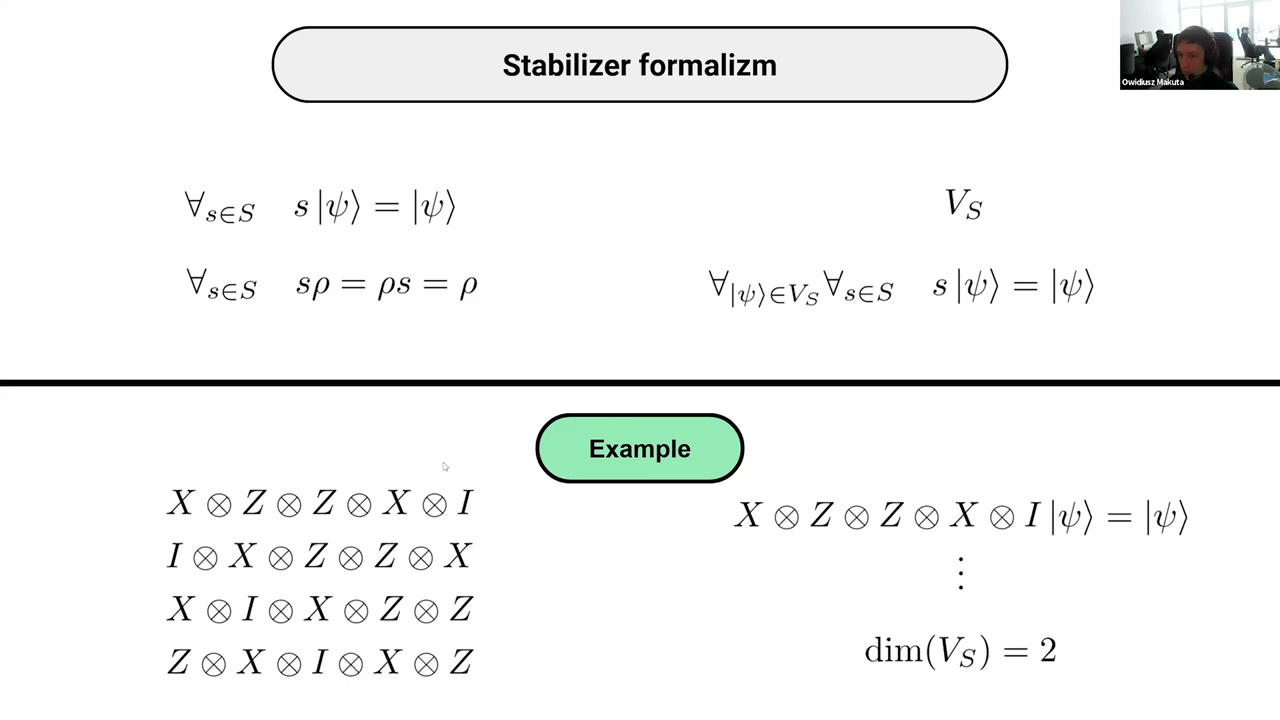 Stabilizer formalizm
Owidiusz Makuta
∀_{s∈S} s|ψ⟩ = |ψ⟩
∀_{s∈S} sρ = ρs = ρ
V_S
∀_{|ψ⟩∈V_S} ∀_{s∈S} s|ψ⟩ = |ψ⟩
Example
X ⊗ Z ⊗ Z ⊗ X ⊗ I
I ⊗ X ⊗ Z ⊗ Z ⊗ X
X ⊗ I ⊗ X ⊗ Z ⊗ Z
Z ⊗ X ⊗ I ⊗ X ⊗ Z
X ⊗ Z ⊗ Z ⊗ X ⊗ I|ψ⟩ = |ψ⟩
⋮
dim(V_S) = 2